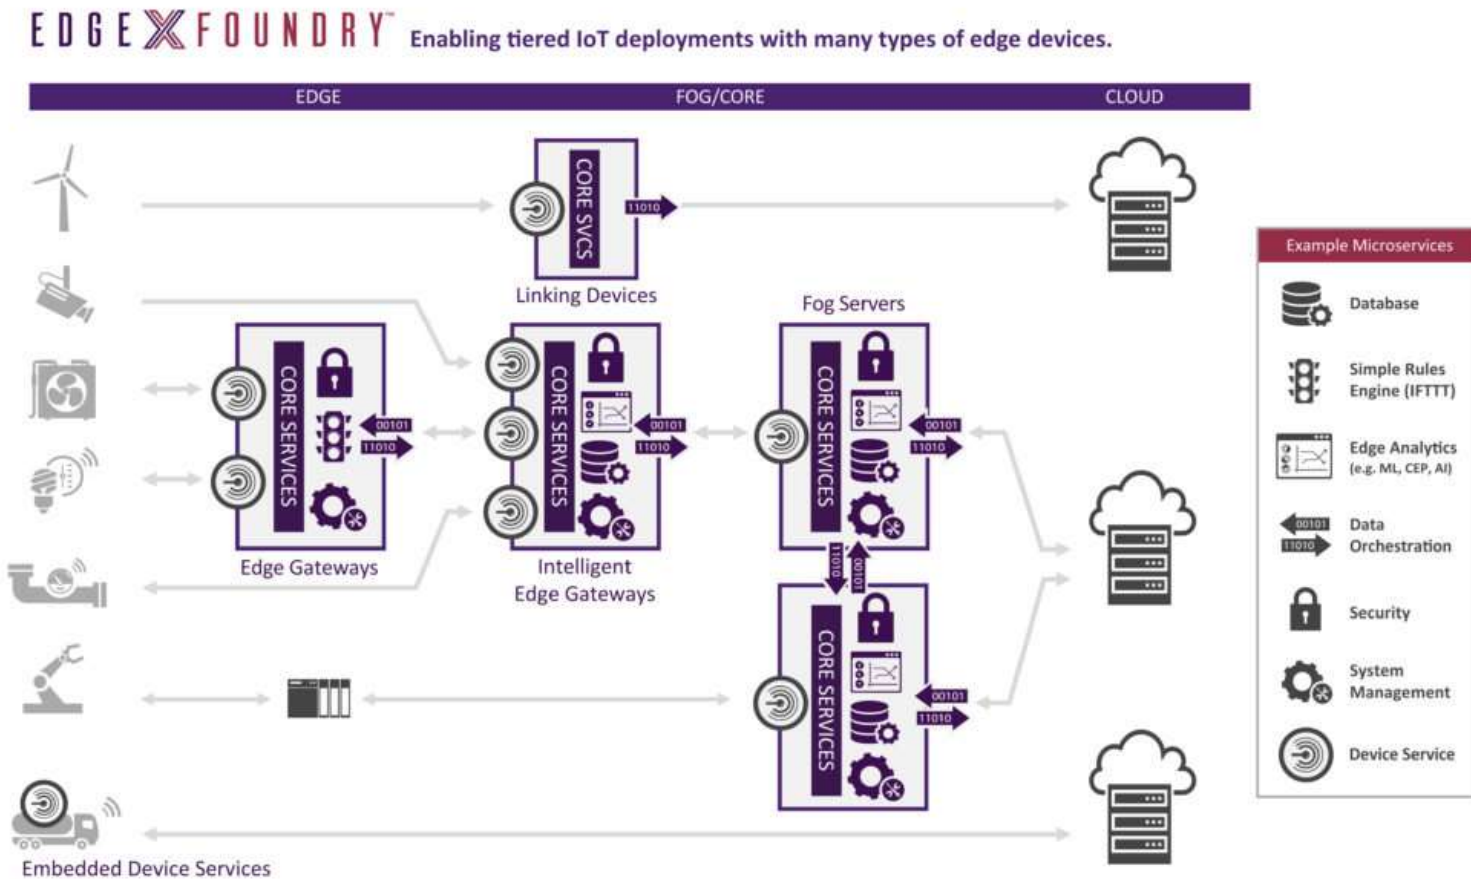 EDGE X FOUNDRY™ Enabling tiered IoT deployments with many types of edge devices.
EDGE FOG/CORE CLOUD
CORE SVCS
11010
Linking Devices
Fog Servers
CORE SERVICES
00101
11010
Edge Gateways
CORE SERVICES
00101
11010
Intelligent
Edge Gateways
CORE SERVICES
00101
11010
11010
00101
CORE SERVICES
00101
11010
Embedded Device Services
Example Microservices
Database
Simple Rules
Engine (IFTTT)
Edge Analytics
(e.g. ML, CEP, AI)
00101 Data
11010 Orchestration
Security
System
Management
Device Service